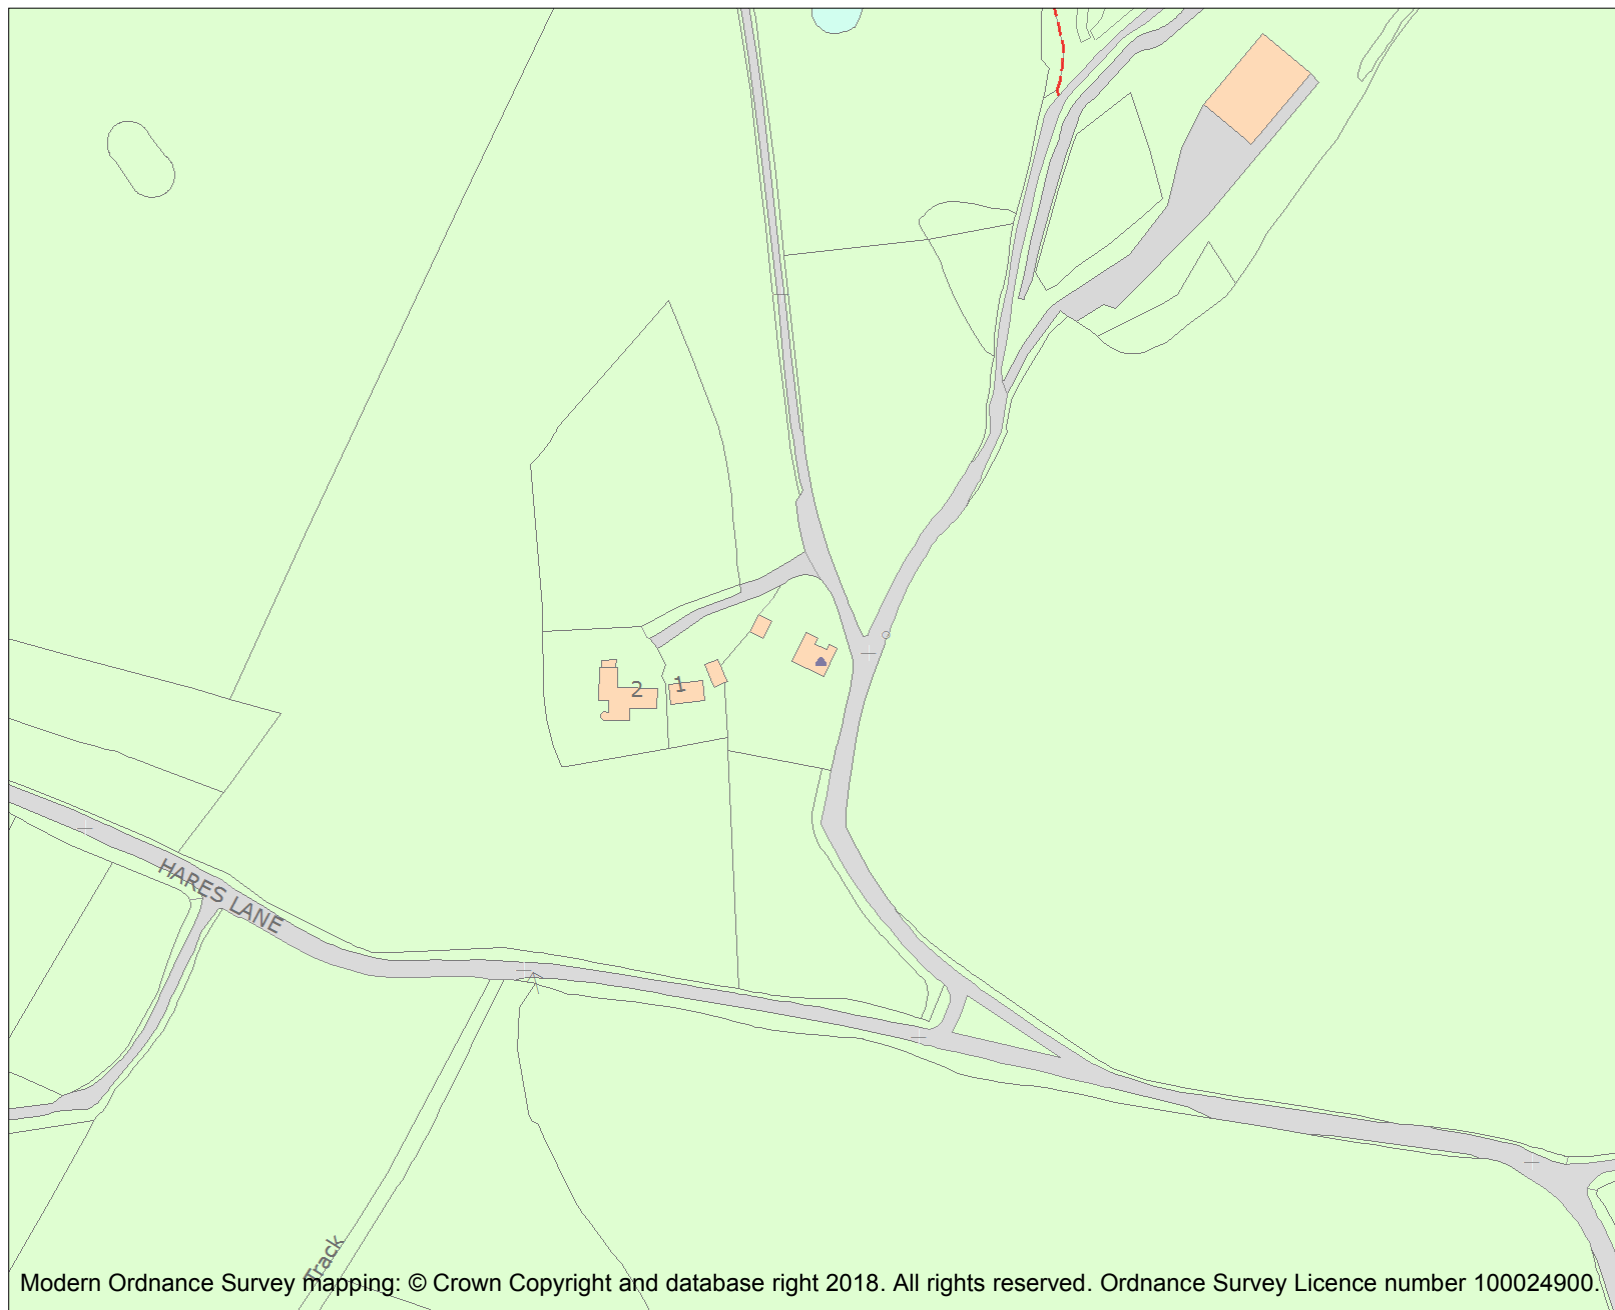 2
1
HARES LANE
Track
Modern Ordnance Survey mapping: © Crown Copyright and database right 2018. All rights reserved. Ordnance Survey Licence number 100024900.